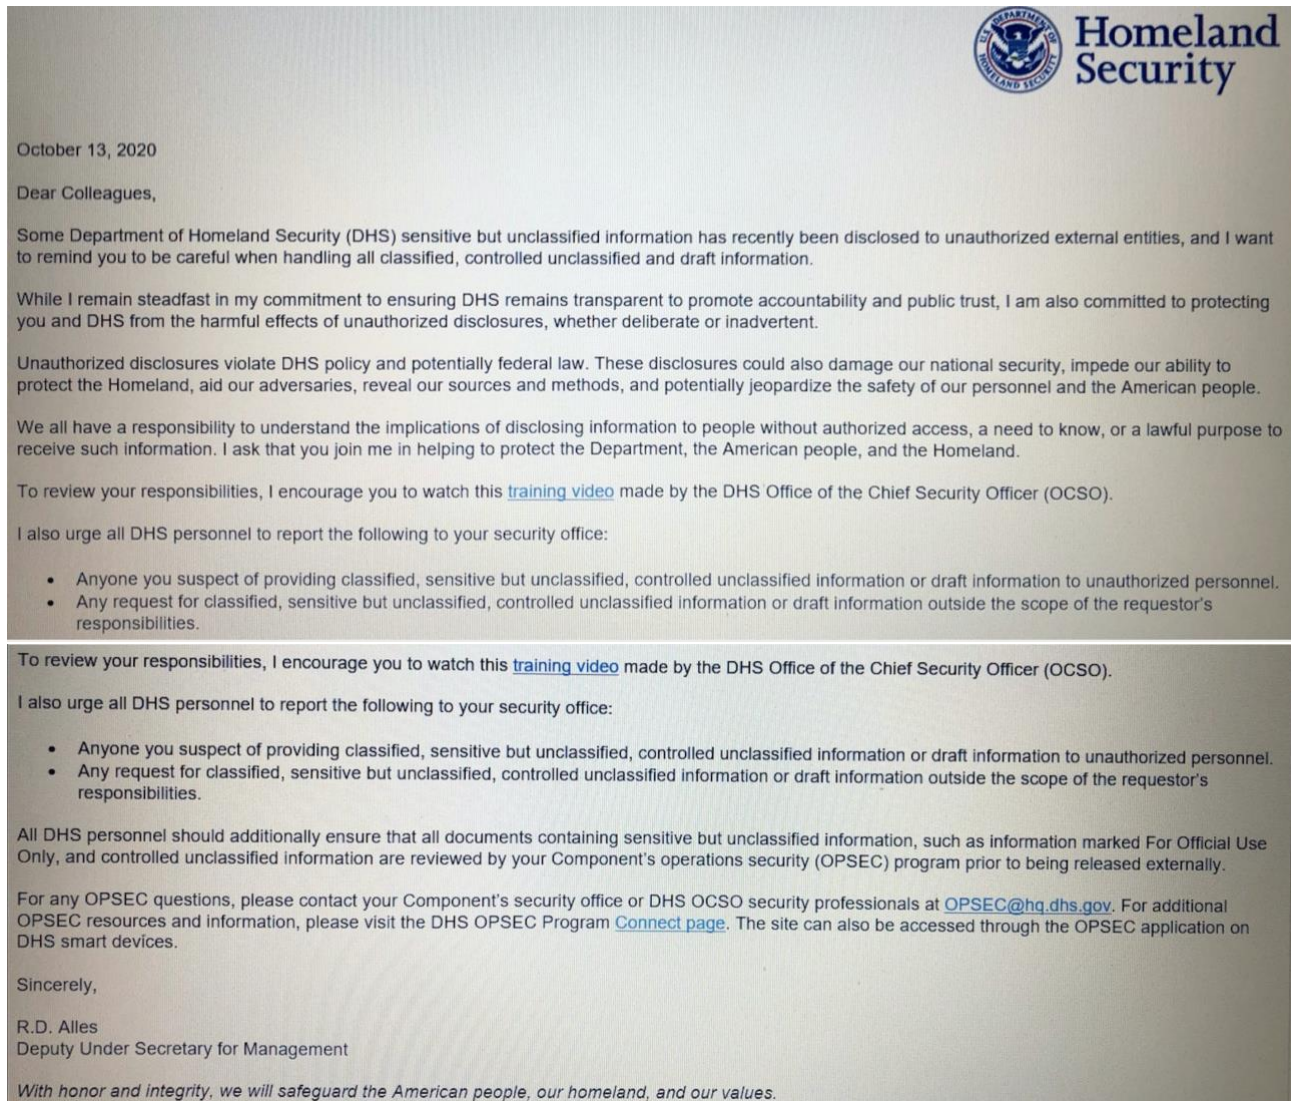 Homeland
Security
U.S. DEPARTMENT OF
HOMELAND SECURITY
October 13, 2020
Dear Colleagues,
Some Department of Homeland Security (DHS) sensitive but unclassified information has recently been disclosed to unauthorized external entities, and I want
to remind you to be careful when handling all classified, controlled unclassified and draft information.
While I remain steadfast in my commitment to ensuring DHS remains transparent to promote accountability and public trust, I am also committed to protecting
you and DHS from the harmful effects of unauthorized disclosures, whether deliberate or inadvertent.
Unauthorized disclosures violate DHS policy and potentially federal law. These disclosures could also damage our national security, impede our ability to
protect the Homeland, aid our adversaries, reveal our sources and methods, and potentially jeopardize the safety of our personnel and the American people.
We all have a responsibility to understand the implications of disclosing information to people without authorized access, a need to know, or a lawful purpose to
receive such information. I ask that you join me in helping to protect the Department, the American people, and the Homeland.
To review your responsibilities, I encourage you to watch this training video made by the DHS Office of the Chief Security Officer (OCSO).
I also urge all DHS personnel to report the following to your security office:
• Anyone you suspect of providing classified, sensitive but unclassified, controlled unclassified information or draft information to unauthorized personnel.
• Any request for classified, sensitive but unclassified, controlled unclassified information or draft information outside the scope of the requestor's
responsibilities.
To review your responsibilities, I encourage you to watch this training video made by the DHS Office of the Chief Security Officer (OCSO).
I also urge all DHS personnel to report the following to your security office:
• Anyone you suspect of providing classified, sensitive but unclassified, controlled unclassified information or draft information to unauthorized personnel.
• Any request for classified, sensitive but unclassified, controlled unclassified information or draft information outside the scope of the requestor's
responsibilities.
All DHS personnel should additionally ensure that all documents containing sensitive but unclassified information, such as information marked For Official Use
Only, and controlled unclassified information are reviewed by your Component's operations security (OPSEC) program prior to being released externally.
For any OPSEC questions, please contact your Component's security office or DHS OCSO security professionals at OPSEC@hq.dhs.gov. For additional
OPSEC resources and information, please visit the DHS OPSEC Program Connect page. The site can also be accessed through the OPSEC application on
DHS smart devices.
Sincerely,
R.D. Alles
Deputy Under Secretary for Management
With honor and integrity, we will safeguard the American people, our homeland, and our values.